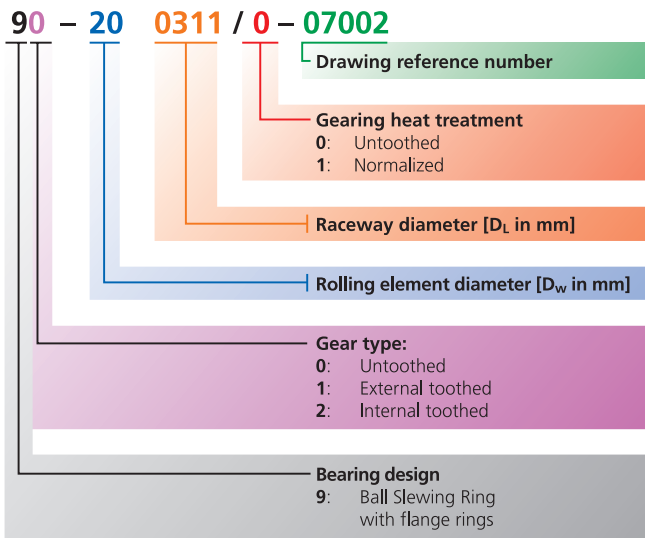 90 – 20 0311 / 0 – 07002
Drawing reference number
Gearing heat treatment
0: Untoothed
1: Normalized
Raceway diameter [DL in mm]
Rolling element diameter [Dw in mm]
Gear type:
0: Untoothed
1: External toothed
2: Internal toothed
Bearing design
9: Ball Slewing Ring
with flange rings